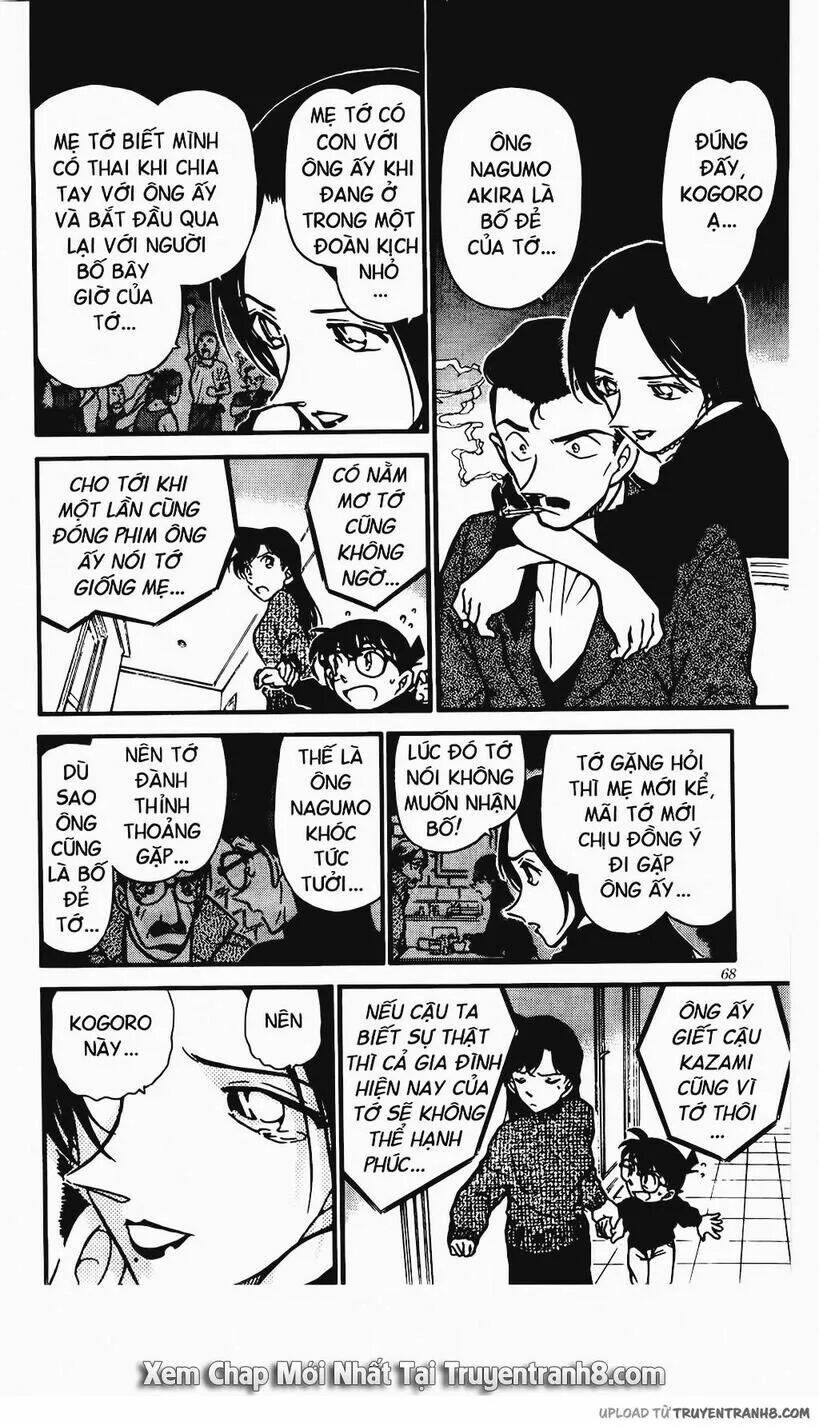 ĐÚNG
ĐẤY,
KOGORO
Ạ...
ÔNG
NAGUMO
AKIRA LÀ
BỐ ĐẺ
CỦA TỚ...
MẸ TỚ CÓ
CON VỚI
ÔNG ẤY KHI
ĐANG Ở
TRONG MỘT
ĐOÀN KỊCH
NHỎ
...
MẸ TỚ BIẾT MÌNH
CÓ THAI KHI CHIA
TAY VỚI ÔNG ẤY
VÀ BẮT ĐẦU QUA
LẠI VỚI NGƯỜI
BỐ BÂY
GIỜ CỦA
TỚ...
CÓ NẰM
MƠ TỚ
CŨNG
KHÔNG
NGỜ...
CHO TỚI KHI
MỘT LẦN CÙNG
ĐÓNG PHIM ÔNG
ẤY NÓI TỚ
GIỐNG MẸ...
TỚ GẶNG HỎI
THÌ MẸ MỚI KỂ,
MÃI TỚ MỚI
CHỊU ĐỒNG Ý
ĐI GẶP
ÔNG ẤY...
LÚC ĐÓ TỚ
NÓI KHÔNG
MUỐN NHẬN
BỐ!
THẾ LÀ
ÔNG
NAGUMO
KHÓC
TỨC
TƯỞI...
NÊN TỚ
ĐÀNH
THỈNH
THOẢNG
GẶP...
DÙ
SAO
ÔNG
CŨNG
LÀ BỐ
ĐẺ
TỚ...
68
ÔNG ẤY
GIẾT CẬU
KAZAMI
CŨNG VÌ
TỚ THÔI
...
NẾU CẬU TA
BIẾT SỰ THẬT
THÌ CẢ GIA ĐÌNH
HIỆN NAY CỦA
TỚ SẼ KHÔNG
THỂ HẠNH
PHÚC...
NÊN
KOGORO
NÀY...
Xem Chap Mới Nhất Tại Truyentranh8.com
UPLOAD TỪ TRUYENTRANH8.COM